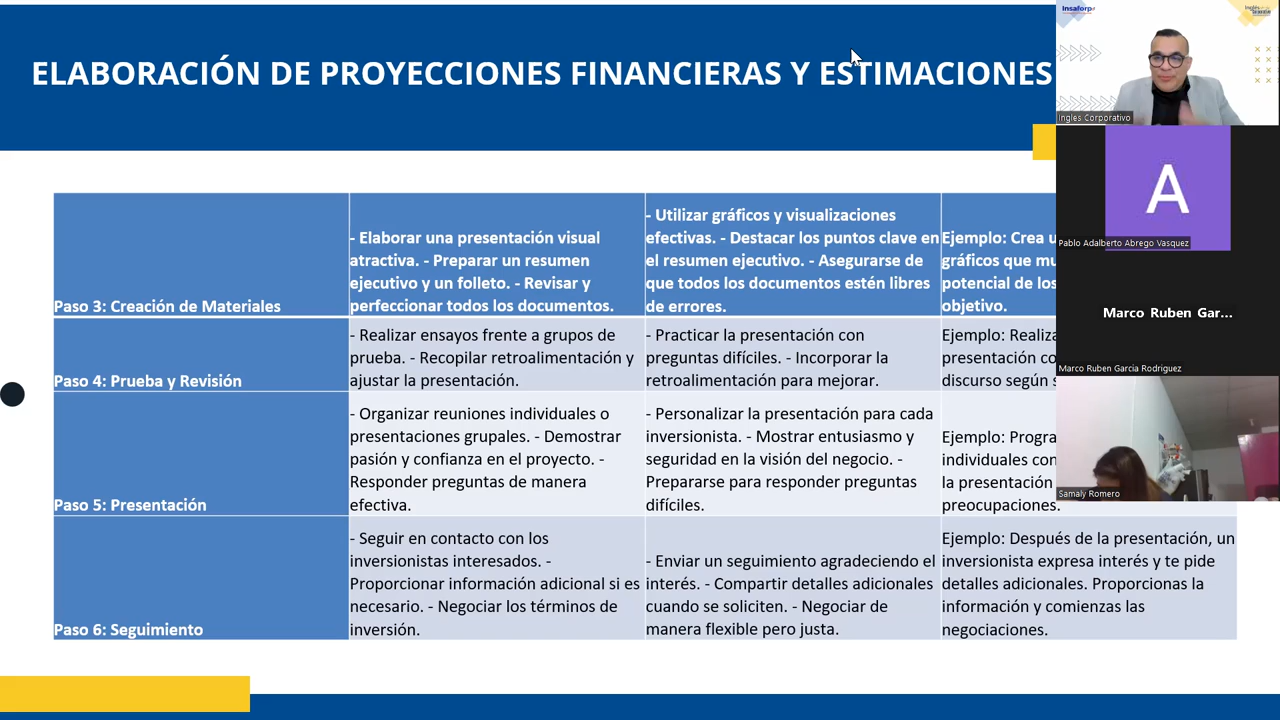 ELABORACIÓN DE PROYECCIONES FINANCIERAS Y ESTIMACIONES
Paso 3: Creación de Materiales
- Elaborar una presentación visual
atractiva. - Preparar un resumen
ejecutivo y un folleto. - Revisar y
perfeccionar todos los documentos.
- Utilizar gráficos y visualizaciones
efectivas. - Destacar los puntos clave en
el resumen ejecutivo. - Asegurarse de
que todos los documentos estén libres
de errores.
Ejemplo: Crea
gráficos que
potencial de los
objetivo.
Paso 4: Prueba y Revisión
- Realizar ensayos frente a grupos de
prueba. - Recopilar retroalimentación y
ajustar la presentación.
- Practicar la presentación con
preguntas difíciles. - Incorporar la
retroalimentación para mejorar.
Ejemplo:
presentación
discurso según
Paso 5: Presentación
- Organizar reuniones individuales o
presentaciones grupales. - Demostrar
pasión y confianza en el proyecto. -
Responder preguntas de manera
efectiva.
- Personalizar la presentación para cada
inversionista. - Mostrar entusiasmo y
seguridad en la visión del negocio. -
Prepararse para responder preguntas
difíciles.
Ejemplo:
individuales
la presentación
preocupaciones.
Paso 6: Seguimiento
- Seguir en contacto con los
inversionistas interesados. -
Proporcionar información adicional si es
necesario. - Negociar los términos de
inversión.
- Enviar un seguimiento agradeciendo el
interés. - Compartir detalles adicionales
cuando se soliciten. - Negociar de
manera flexible pero justa.
Ejemplo: Después de la presentación, un
inversionista expresa interés y te pide
detalles adicionales. Proporcionas la
información y comienzas las
negociaciones.
Insaforp
Ingles Corporativo
A
Pablo Adalberto Abrego Vasquez
Marco Ruben Gar...
Marco Ruben Garcia Rodriguez
Samaly Romero